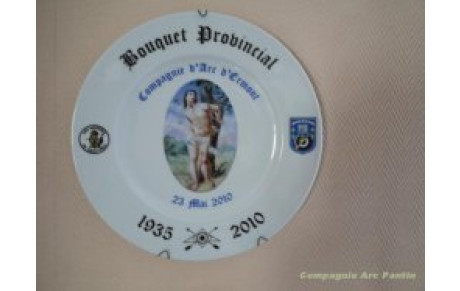 Bouquet Provincial
Compagnie d'Arc d'Ermont
23 Mai 2010
1935 2010
Compagnie Arc Pantin